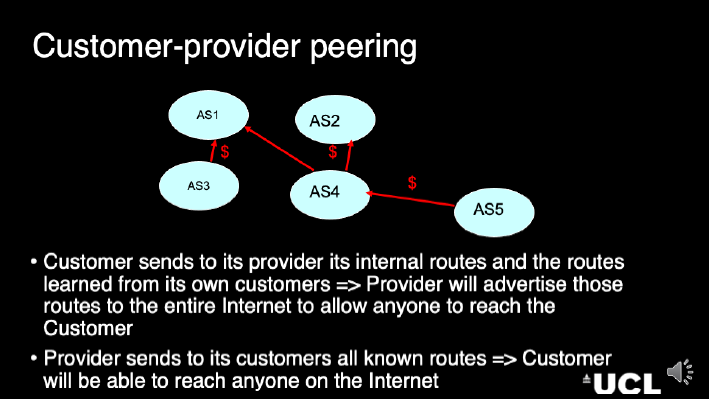 Customer-provider peering
AS1
AS2
$
$
AS3
AS4
$
AS5
• Customer sends to its provider its internal routes and the routes
learned from its own customers => Provider will advertise those
routes to the entire Internet to allow anyone to reach the
Customer
• Provider sends to its customers all known routes => Customer
will be able to reach anyone on the Internet
UCL